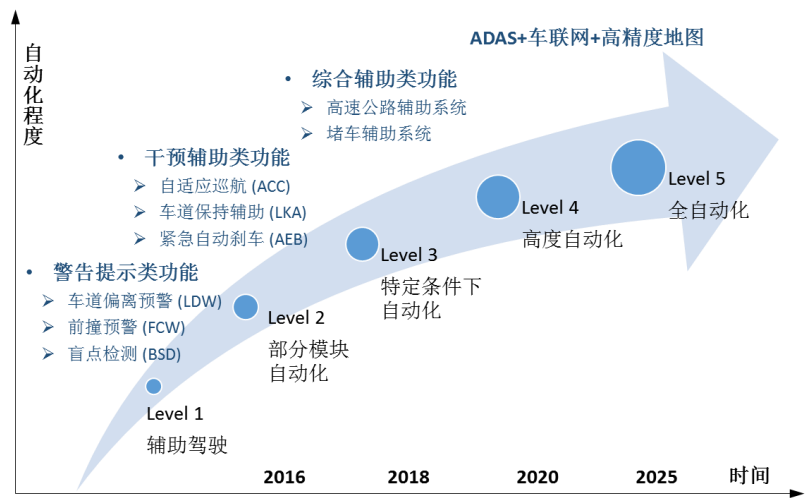 ADAS+车联网+高精度地图
自动化程度
• 综合辅助类功能
➢ 高速公路辅助系统
➢ 堵车辅助系统
• 干预辅助类功能
➢ 自适应巡航 (ACC)
➢ 车道保持辅助 (LKA)
➢ 紧急自动刹车 (AEB)
• 警告提示类功能
➢ 车道偏离预警 (LDW)
➢ 前撞预警 (FCW)
➢ 盲点检测 (BSD)
Level 5
全自动化
Level 4
高度自动化
Level 3
特定条件下
自动化
Level 2
部分模块
自动化
Level 1
辅助驾驶
2016 2018 2020 2025 时间